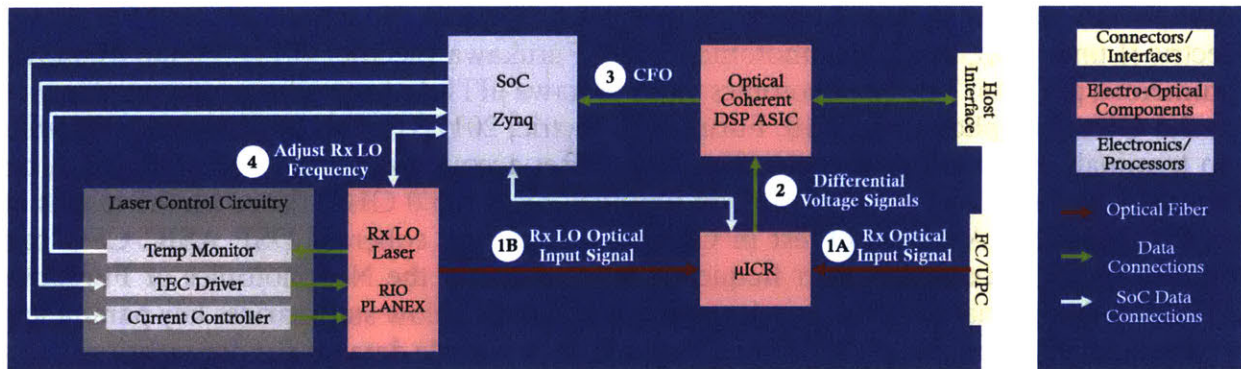 SoC
Zynq
3
CFO
Optical
Coherent
DSP ASIC
Host
Interface
4
Adjust Rx LO
Frequency
2
Differential
Voltage Signals
Laser Control Circuitry
Temp Monitor
TEC Driver
Current Controller
Rx LO
Laser
RIO
PLANEX
1B
Rx LO Optical
Input Signal
µICR
1A
Rx Optical
Input Signal
FC/UPC
Connectors/
Interfaces
Electro-Optical
Components
Electronics/
Processors
Optical Fiber
Data
Connections
SoC Data
Connections